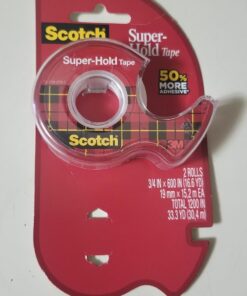 Scotch
Super-
Hold Tape
Super-Hold Tape
50%
MORE
ADHESIVE*
Scotch
3M
2 ROLLS
3/4 IN x 600 IN (16.6 YD)
19 mm x 15,2 m EA
TOTAL 1200 IN
33.3 YD (30,4 m)